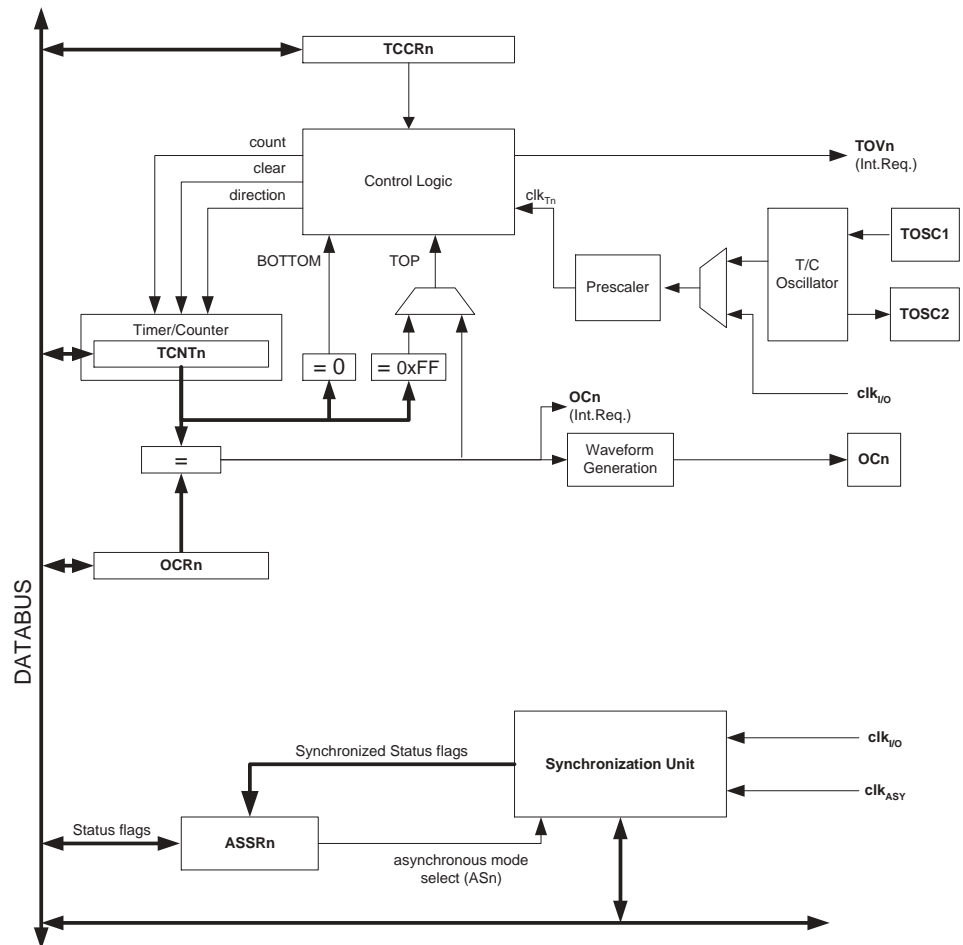 TCCRn
count
clear
direction
Control Logic
TOVn
(Int.Req.)
clkTn
BOTTOM
TOP
TOSC1
T/C
Oscillator
Prescaler
TOSC2
Timer/Counter
TCNTn
= 0
= 0xFF
clkI/O
OCn
(Int.Req.)
=
Waveform
Generation
OCn
OCRn
DATABUS
Synchronized Status flags
Synchronization Unit
clkI/O
clkASY
Status flags
ASSRn
asynchronous mode
select (ASn)